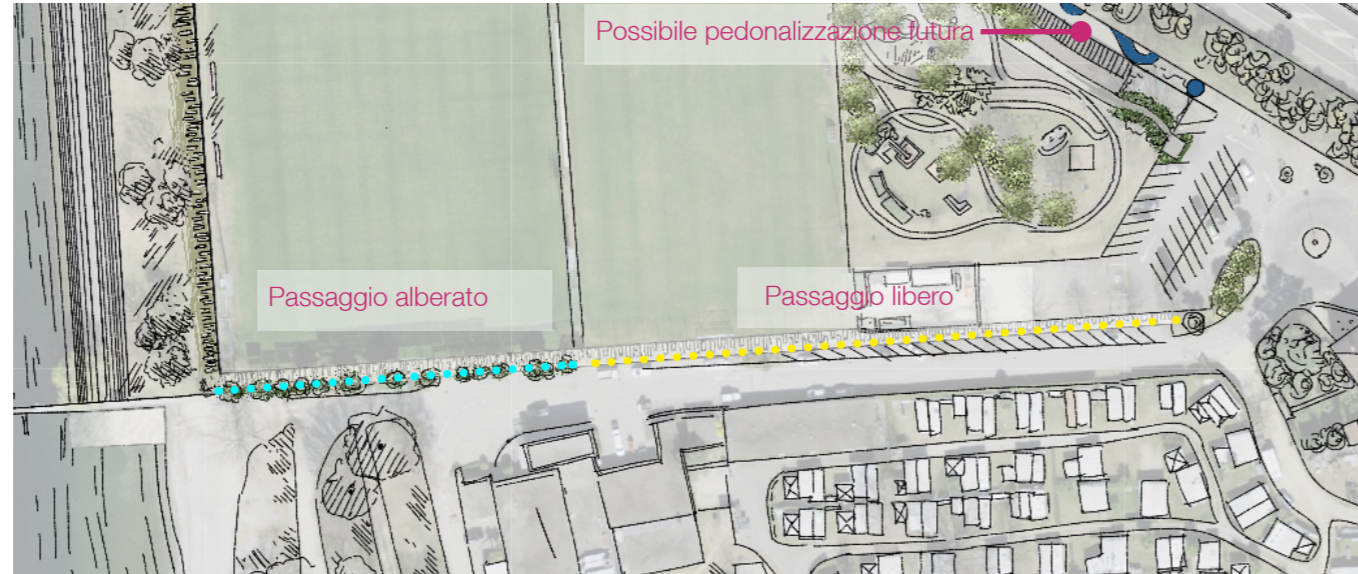 Possibile pedonalizzazione futura
Passaggio alberato
Passaggio libero